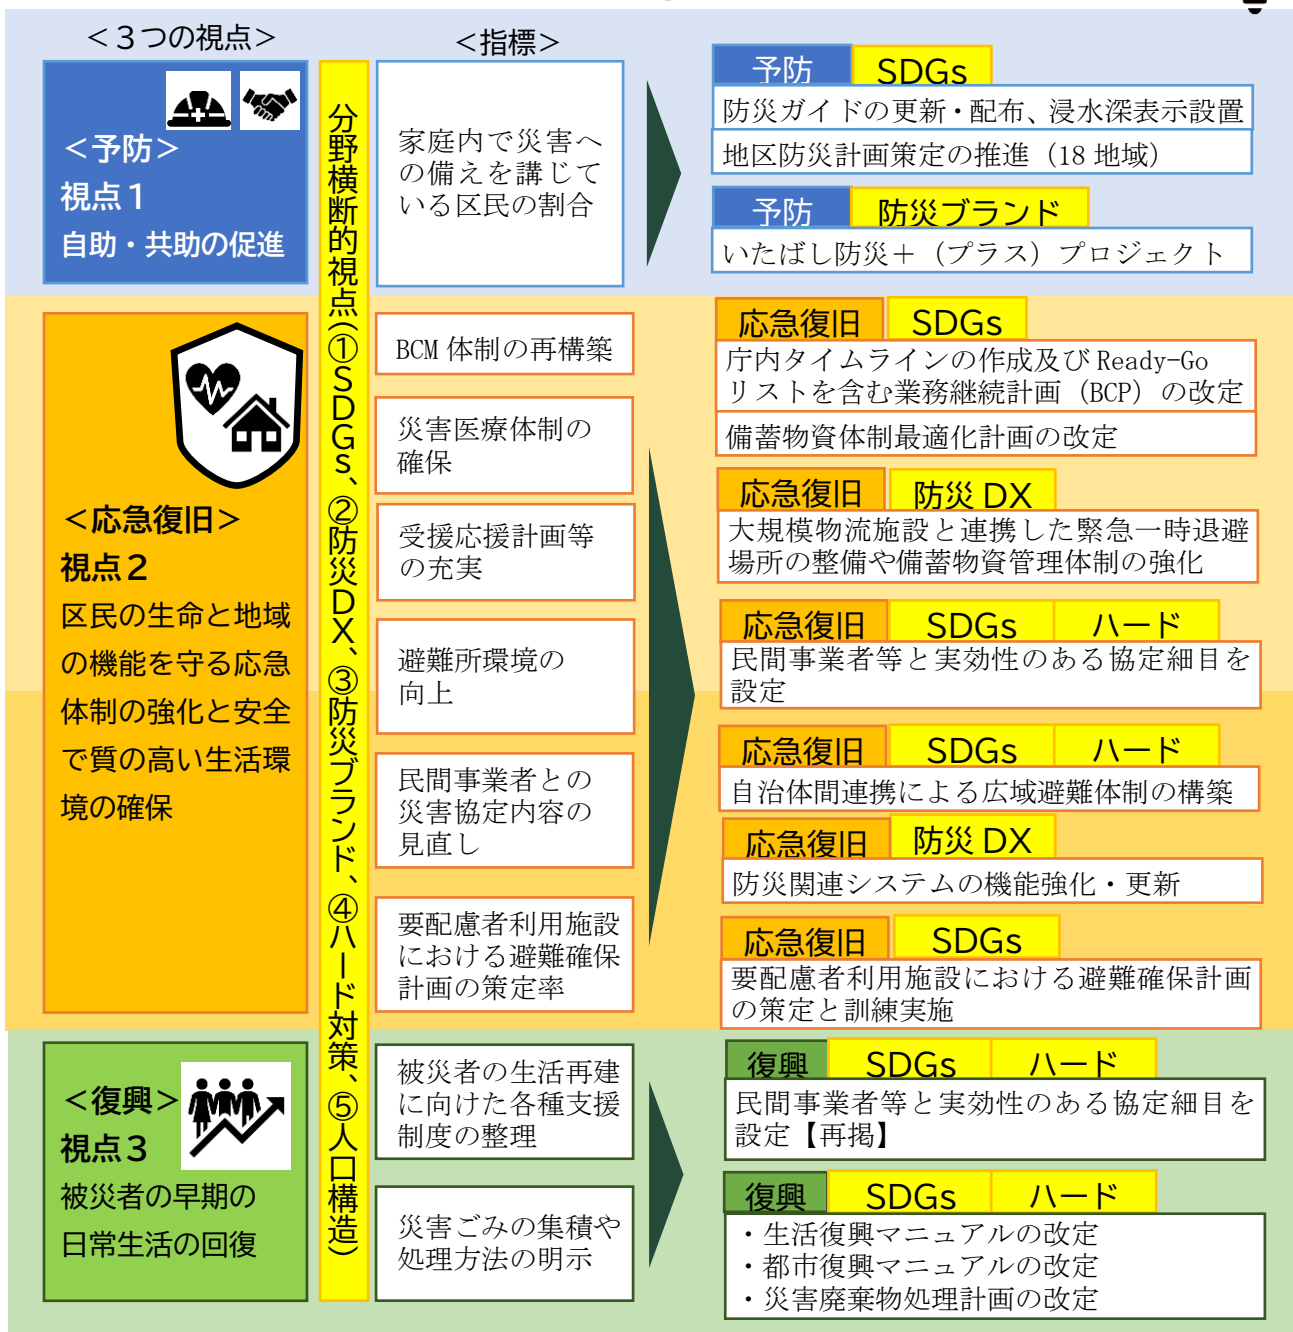 ＜３つの視点＞
＜指標＞
＜予防＞
視点１
自助・共助の促進
分野横断的視点（①ＳＤＧｓ、②防災ＤＸ、③防災ブランド、④ハード対策、⑤人口構造）
家庭内で災害へ
の備えを講じて
いる区民の割合
予防 SDGs
防災ガイドの更新・配布、浸水深表示設置
地区防災計画策定の推進（18 地域）
予防 防災ブランド
いたばし防災＋（プラス）プロジェクト
＜応急復旧＞
視点２
区民の生命と地域
の機能を守る応急
体制の強化と安全
で質の高い生活環
境の確保
BCM 体制の再構築
災害医療体制の
確保
受援応援計画等
の充実
避難所環境の
向上
民間事業者との
災害協定内容の
見直し
要配慮者利用施設
における避難確保
計画の策定率
応急復旧 SDGs
庁内タイムラインの作成及び Ready-Go
リストを含む業務継続計画（BCP）の改定
備蓄物資体制最適化計画の改定
応急復旧 防災 DX
大規模物流施設と連携した緊急一時退避
場所の整備や備蓄物資管理体制の強化
応急復旧 SDGs ハード
民間事業者等と実効性のある協定細目を
設定
応急復旧 SDGs ハード
自治体間連携による広域避難体制の構築
応急復旧 防災 DX
防災関連システムの機能強化・更新
応急復旧 SDGs
要配慮者利用施設における避難確保計画
の策定と訓練実施
＜復興＞
視点３
被災者の早期の
日常生活の回復
被災者の生活再建
に向けた各種支援
制度の整理
災害ごみの集積や
処理方法の明示
復興 SDGs ハード
民間事業者等と実効性のある協定細目を
設定【再掲】
復興 SDGs ハード
・生活復興マニュアルの改定
・都市復興マニュアルの改定
・災害廃棄物処理計画の改定